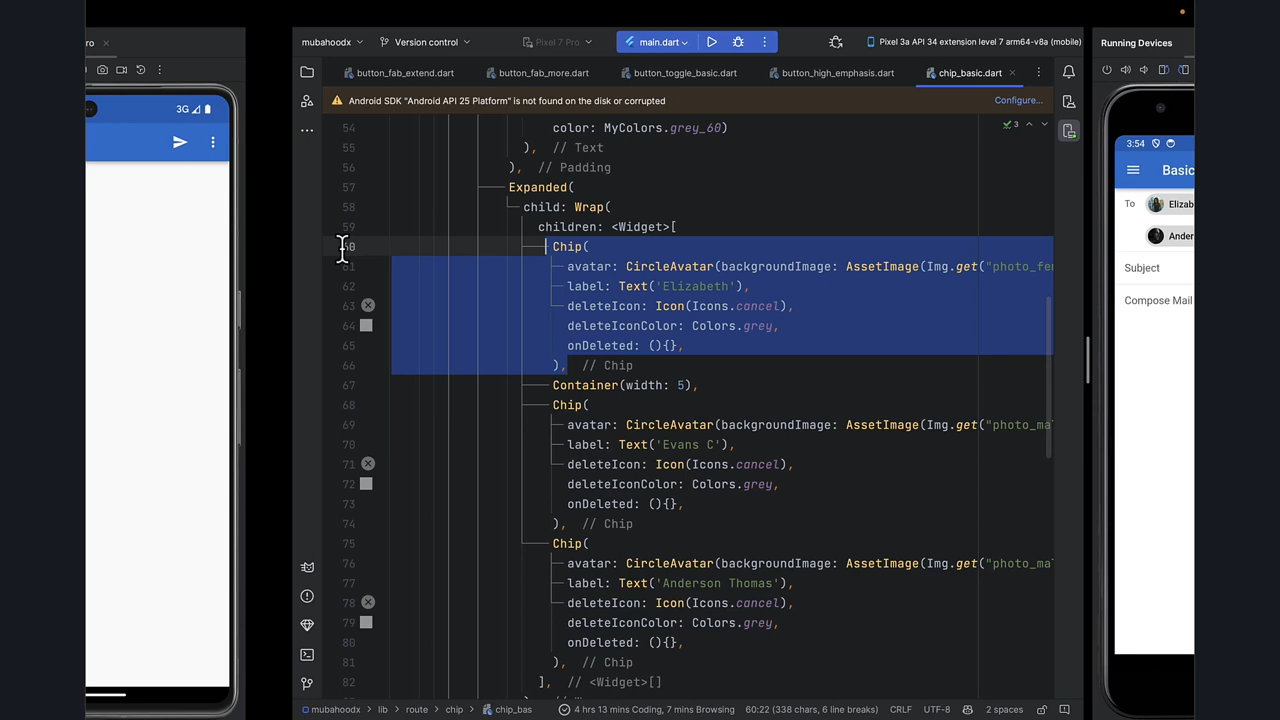 ro
3G
mubahoodx
Version control
Pixel 7 Pro
main.dart
Pixel 3a API 34 extension level 7 arm64-v8a (mobile)
Running Devices
button_fab_extend.dart
button_fab_more.dart
button_toggle_basic.dart
button_high_emphasis.dart
chip_basic.dart
Android SDK "Android API 25 Platform" is not found on the disk or corrupted
Configure...
3
54 color: MyColors.grey_60)
55 ), // Text
56 ), // Padding
57 Expanded(
58 child: Wrap(
59 children: <Widget>[
60 Chip(
61 avatar: CircleAvatar(backgroundImage: AssetImage(Img.get("photo_fe
62 label: Text('Elizabeth'),
63 deleteIcon: Icon(Icons.cancel),
64 deleteIconColor: Colors.grey,
65 onDeleted: (){},
66 ), // Chip
67 Container(width: 5),
68 Chip(
69 avatar: CircleAvatar(backgroundImage: AssetImage(Img.get("photo_ma
70 label: Text('Evans C'),
71 deleteIcon: Icon(Icons.cancel),
72 deleteIconColor: Colors.grey,
73 onDeleted: (){},
74 ), // Chip
75 Chip(
76 avatar: CircleAvatar(backgroundImage: AssetImage(Img.get("photo_ma
77 label: Text('Anderson Thomas'),
78 deleteIcon: Icon(Icons.cancel),
79 deleteIconColor: Colors.grey,
80 onDeleted: (){},
81 ), // Chip
82 ], // <Widget>[]
3:54
Basic
To
Elizab
Ander
Subject
Compose Mail
mubahoodx
lib
route
chip
chip_bas
4 hrs 13 mins Coding, 7 mins Browsing
60:22 (338 chars, 6 line breaks)
CRLF
UTF-8
2 spaces